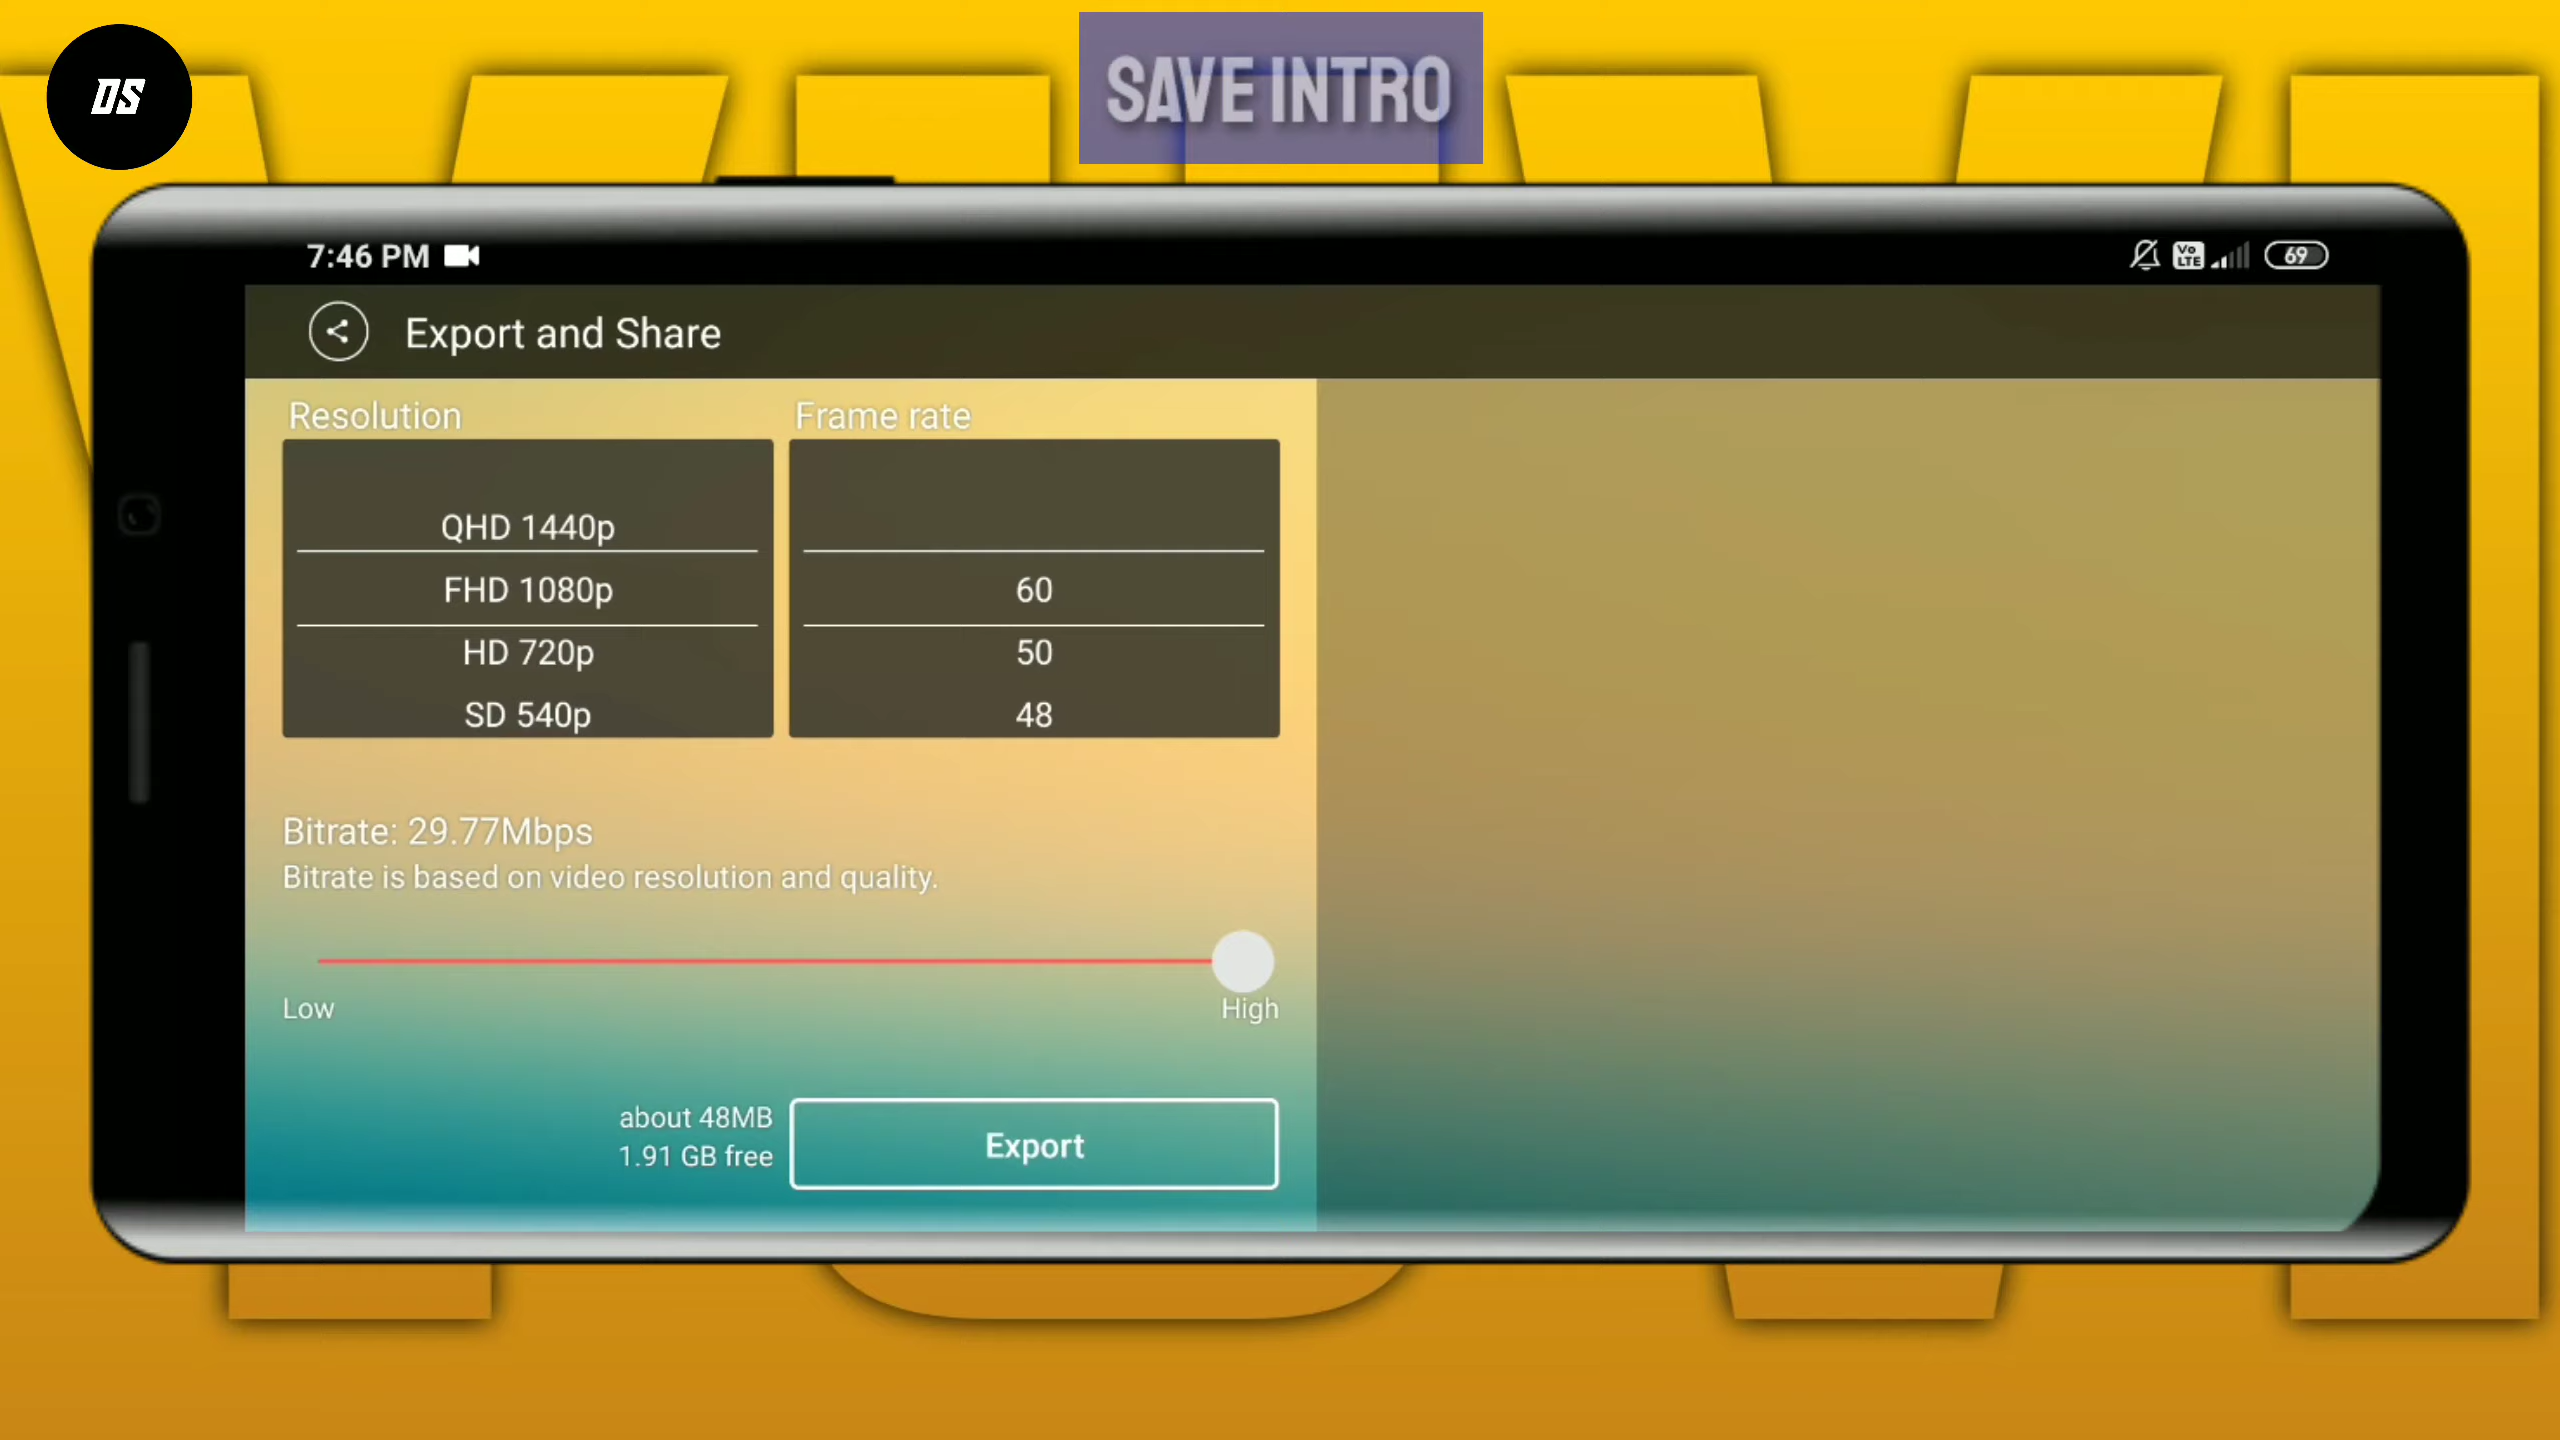 DS
SAVE INTRO
7:46 PM
Vo LTE
69
Export and Share
Resolution
Frame rate
QHD 1440p
FHD 1080p
60
HD 720p
50
SD 540p
48
Bitrate: 29.77Mbps
Bitrate is based on video resolution and quality.
Low
High
about 48MB
1.91 GB free
Export